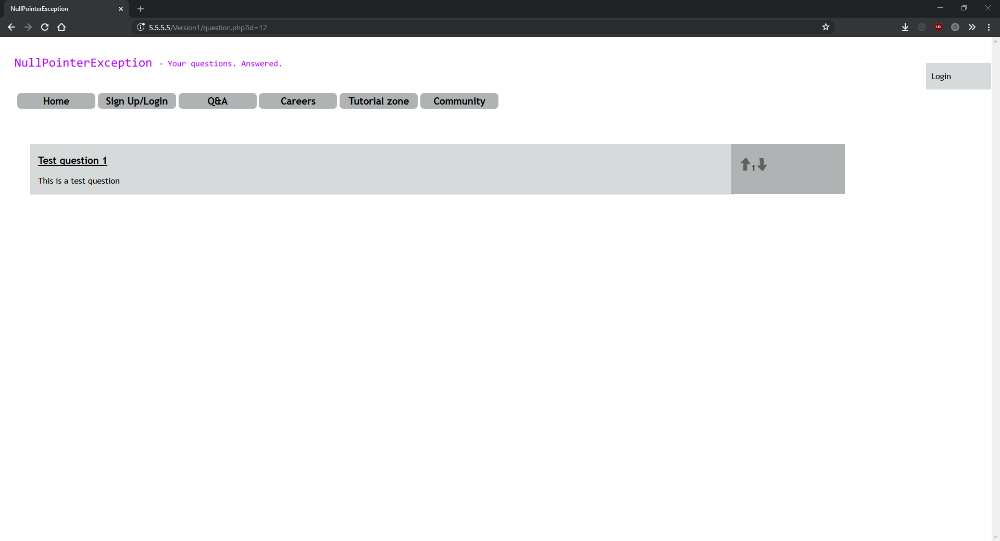 NullPointerException
5.5.5.5/Version1/question.php?id=12
NullPointerException - Your questions. Answered.
Login
Home Sign Up/Login Q&A Careers Tutorial zone Community
Test question 1
1
This is a test question